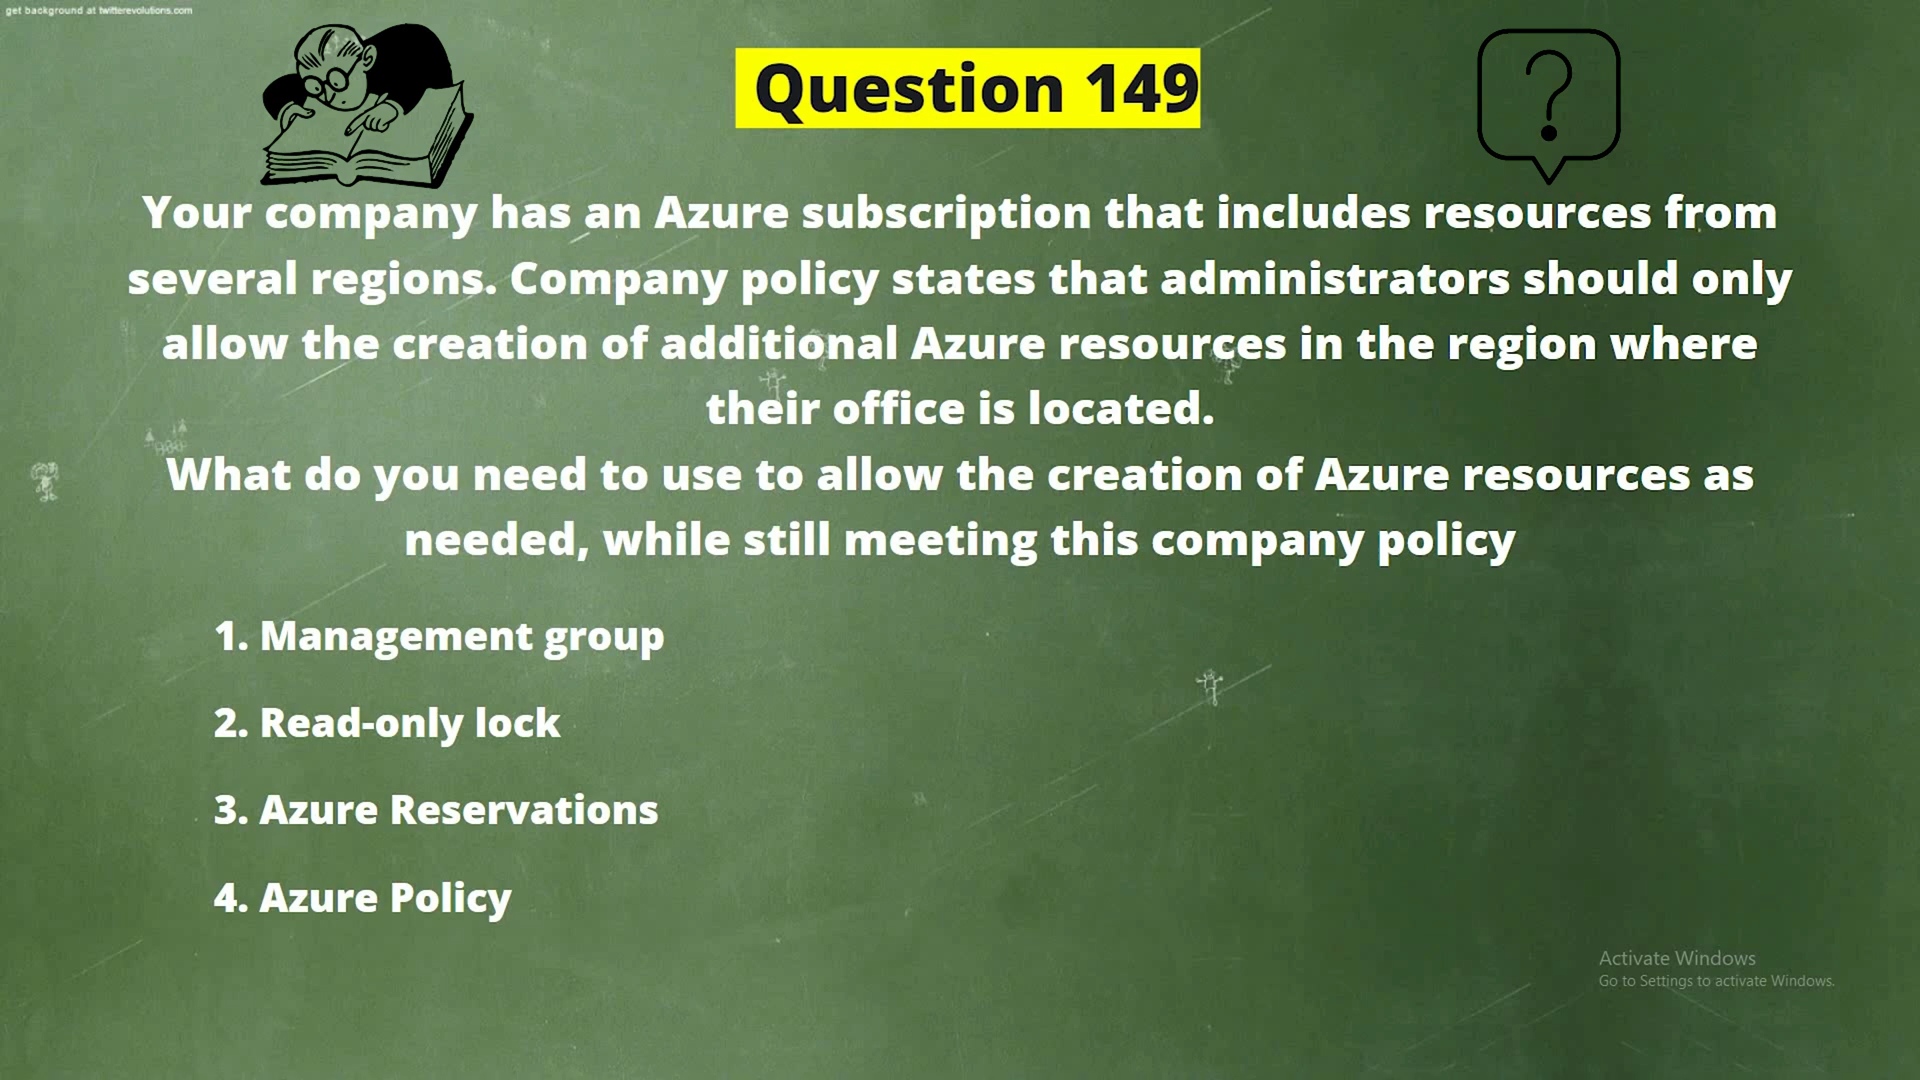 get background at twitterevolutions.com
Question 149
Your company has an Azure subscription that includes resources from
several regions. Company policy states that administrators should only
allow the creation of additional Azure resources in the region where
their office is located.
What do you need to use to allow the creation of Azure resources as
needed, while still meeting this company policy
1. Management group
2. Read-only lock
3. Azure Reservations
4. Azure Policy
Activate Windows
Go to Settings to activate Windows.